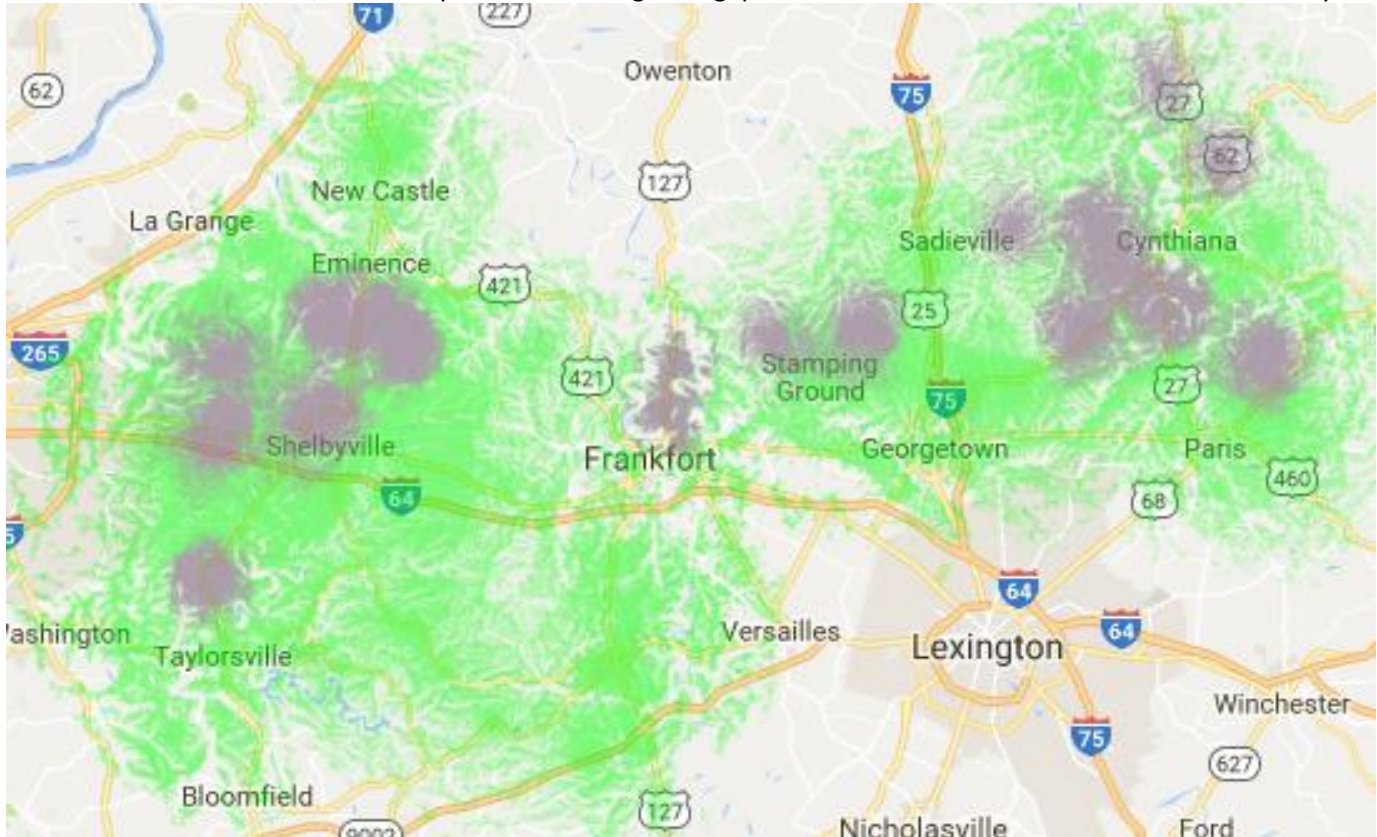 71
227
Owenton
62
75
27
62
127
New Castle
La Grange
Sadieville
Cynthiana
Eminence
421
25
265
Stamping
Ground
421
27
75
Shelbyville
Frankfort
Georgetown
Paris
460
64
68
64
Versailles
64
Taylorsville
Lexington
Winchester
75
627
Bloomfield
127
Nicholasville